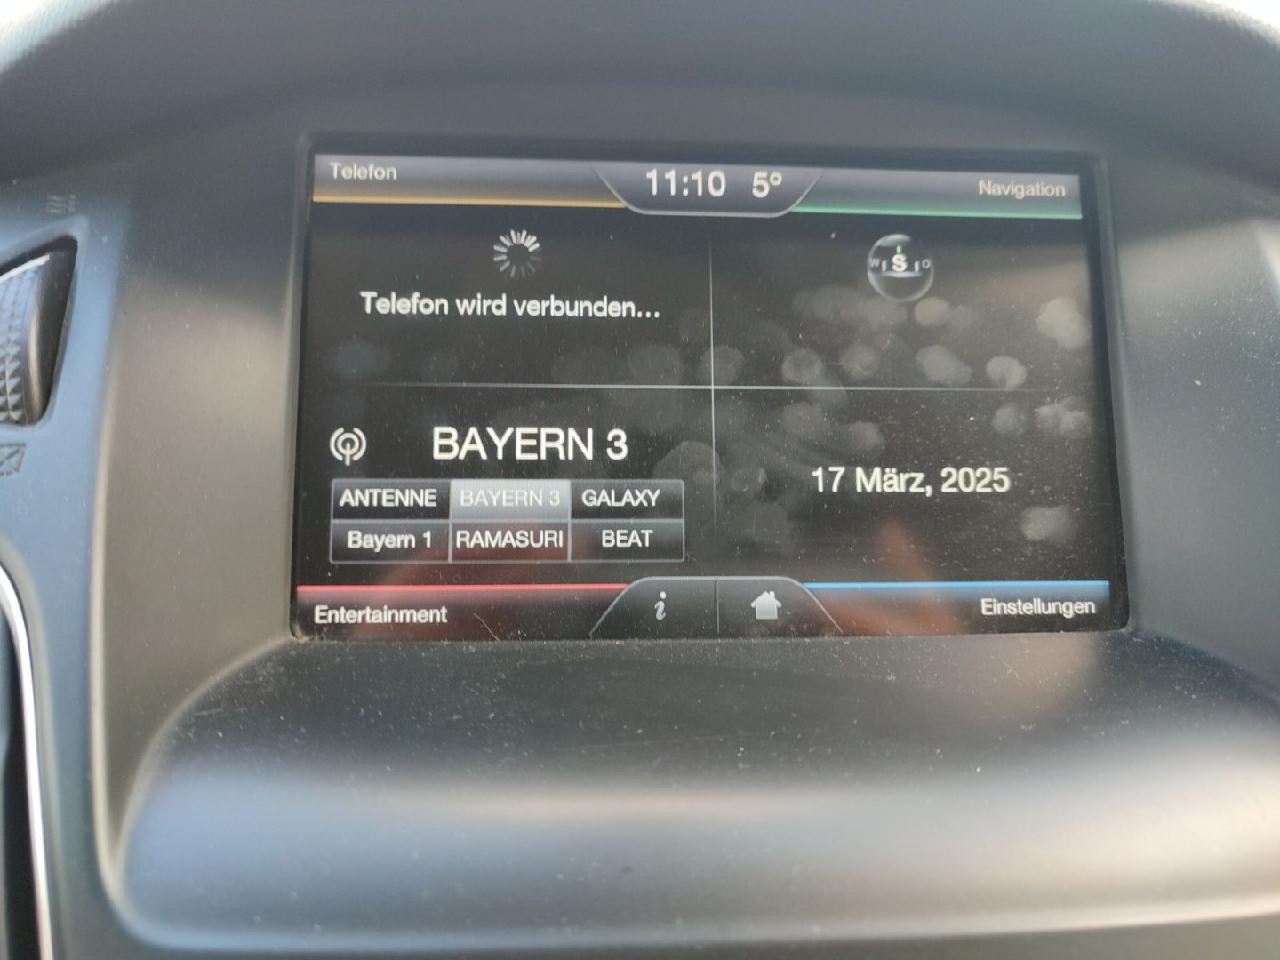 Telefon
11:10 5°
Navigation
Telefon wird verbunden...
W S O
BAYERN 3
ANTENNE BAYERN 3 GALAXY
Bayern 1 RAMASURI BEAT
17 März, 2025
Entertainment
i
Einstellungen